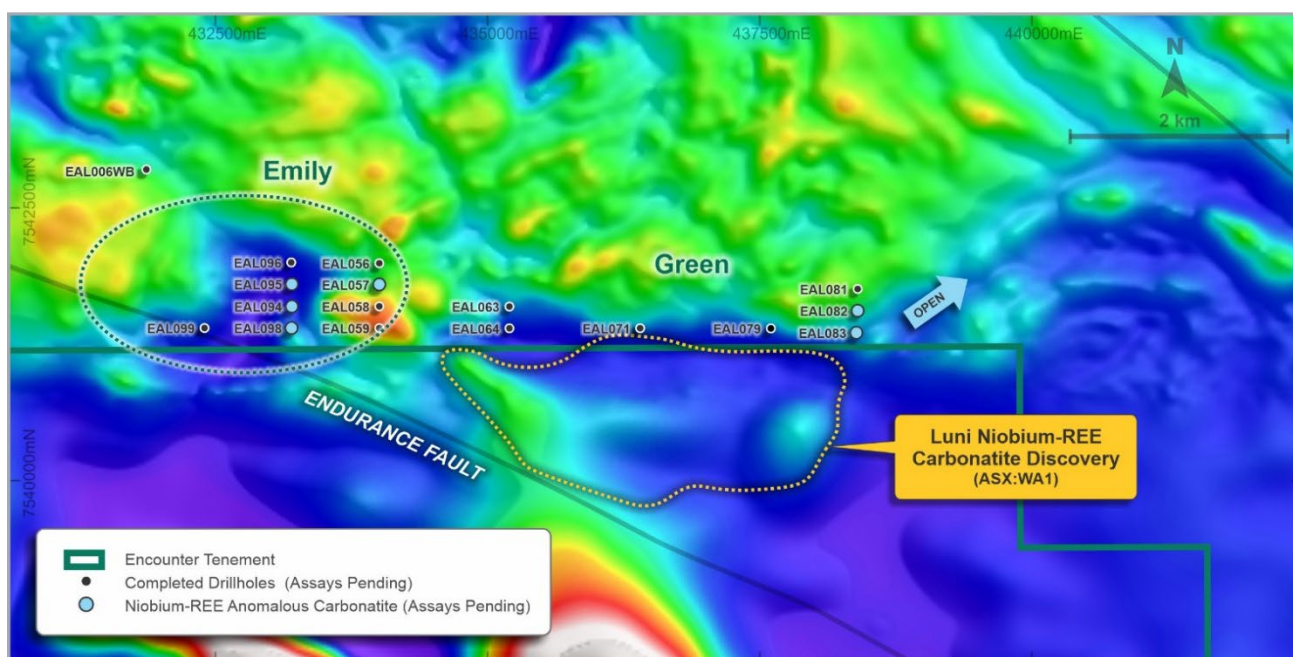 432500mE
435000mE
437500mE
440000mE
N
2 km
EAL006WB
Emily
7542500mN
EAL096
EAL056
EAL095
EAL057
Green
EAL081
EAL094
EAL058
EAL063
EAL082
OPEN
EAL099
EAL098
EAL059
EAL064
EAL071
EAL079
EAL083
ENDURANCE FAULT
Luni Niobium-REE
Carbonatite Discovery
(ASX:WA1)
7540000mN
Encounter Tenement
Completed Drillholes (Assays Pending)
Niobium-REE Anomalous Carbonatite (Assays Pending)